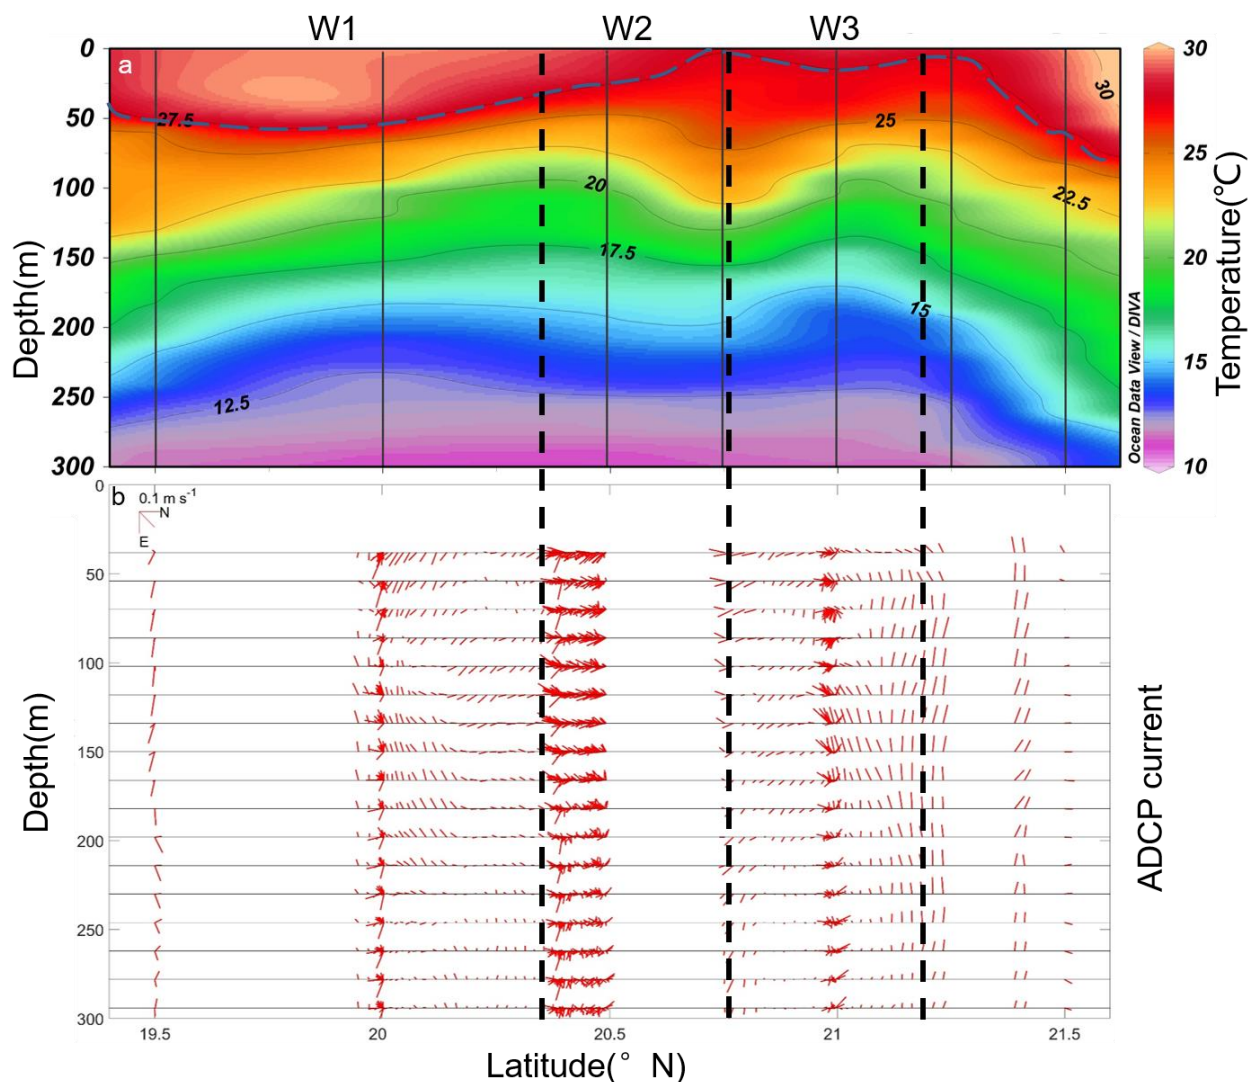 W1 W2 W3
a
0
50
100
150
200
250
300
Depth(m)
27.5
25
20
22.5
17.5
15
12.5
30
30
25
20
15
10
Temperature(°C)
Ocean Data View / DIVA
b
0.1 m s-1
N
E
0
50
100
150
200
250
300
Depth(m)
ADCP current
19.5 20 20.5 21 21.5
Latitude(° N)